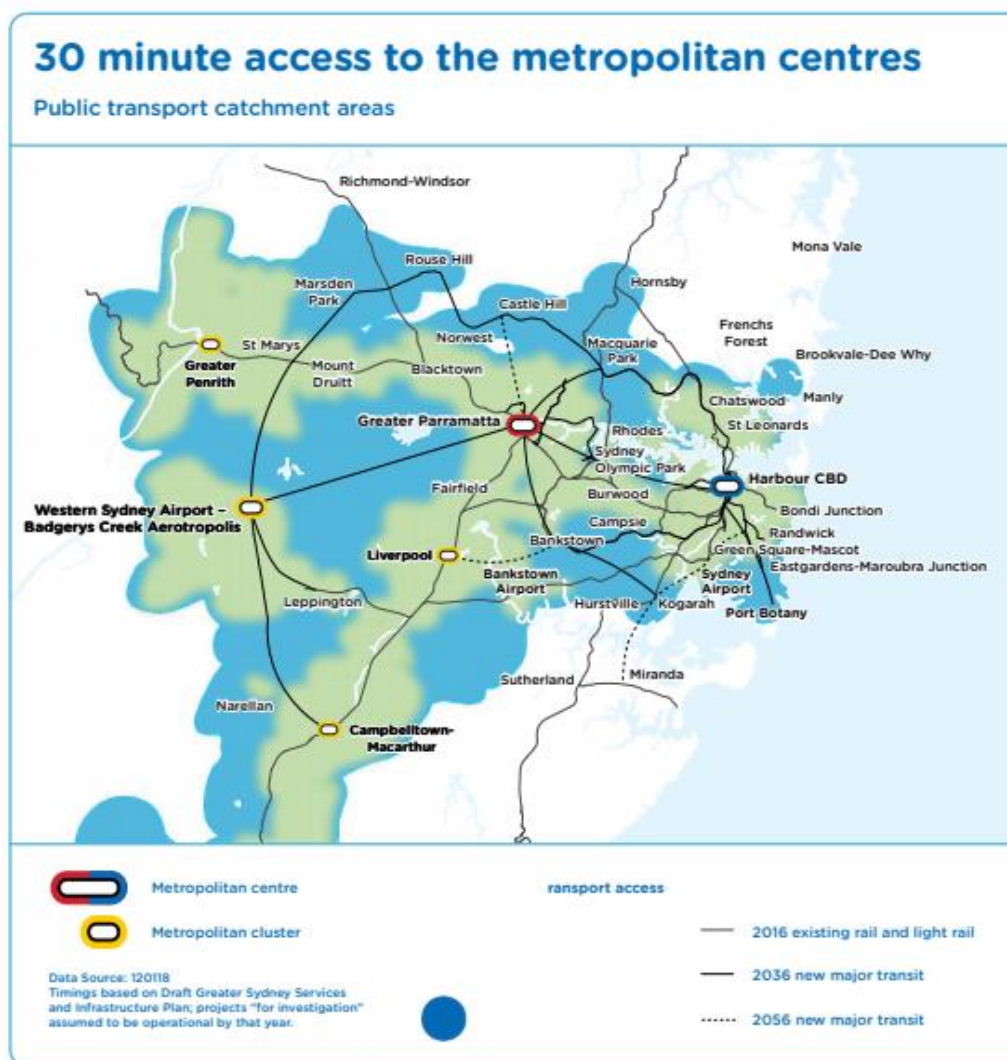 30 minute access to the metropolitan centres
Public transport catchment areas
Richmond-Windsor
Mona Vale
Rouse Hill
Marsden
Park
Hornsby
Castle Hill
Frenchs
Forest
Norwest
Macquarie
Park
St Marys
Brookvale-Dee Why
Greater
Penrith
Mount
Druitt
Blacktown
Chatswood
Manly
Greater Parramatta
St Leonards
Rhodes
Sydney
Olympic Park
Harbour CBD
Fairfield
Burwood
Western Sydney Airport –
Badgerys Creek Aerotropolis
Bondi Junction
Campsie
Randwick
Bankstown
Green Square-Mascot
Liverpool
Eastgardens-Maroubra Junction
Bankstown
Airport
Sydney
Airport
Leppington
Hurstville
Kogarah
Port Botany
Sutherland
Miranda
Narellan
Campbelltown-
Macarthur
Metropolitan centre
ransport access
Metropolitan cluster
2016 existing rail and light rail
2036 new major transit
2056 new major transit
Data Source: 120118
Timings based on Draft Greater Sydney Services
and Infrastructure Plan; projects "for investigation"
assumed to be operational by that year.